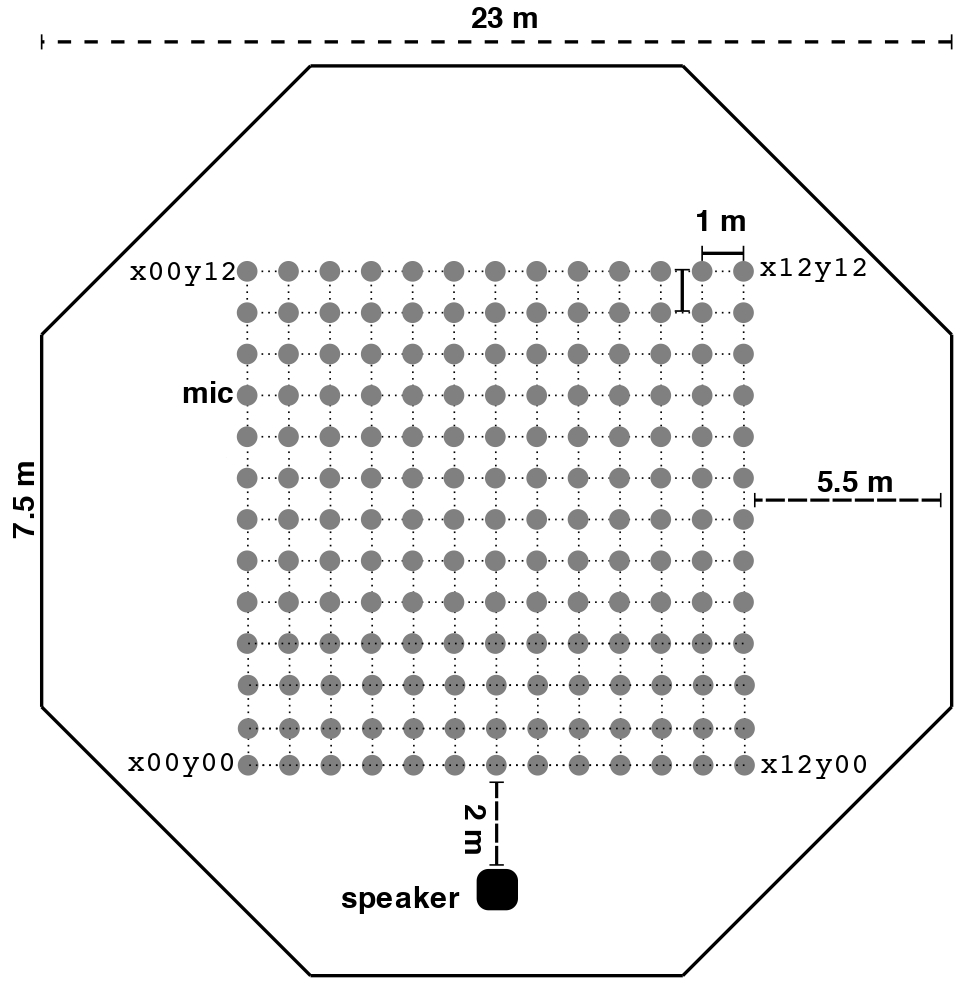 23 m
1 m
x00y12
x12y12
mic
7.5 m
5.5 m
x00y00
x12y00
2 m
speaker